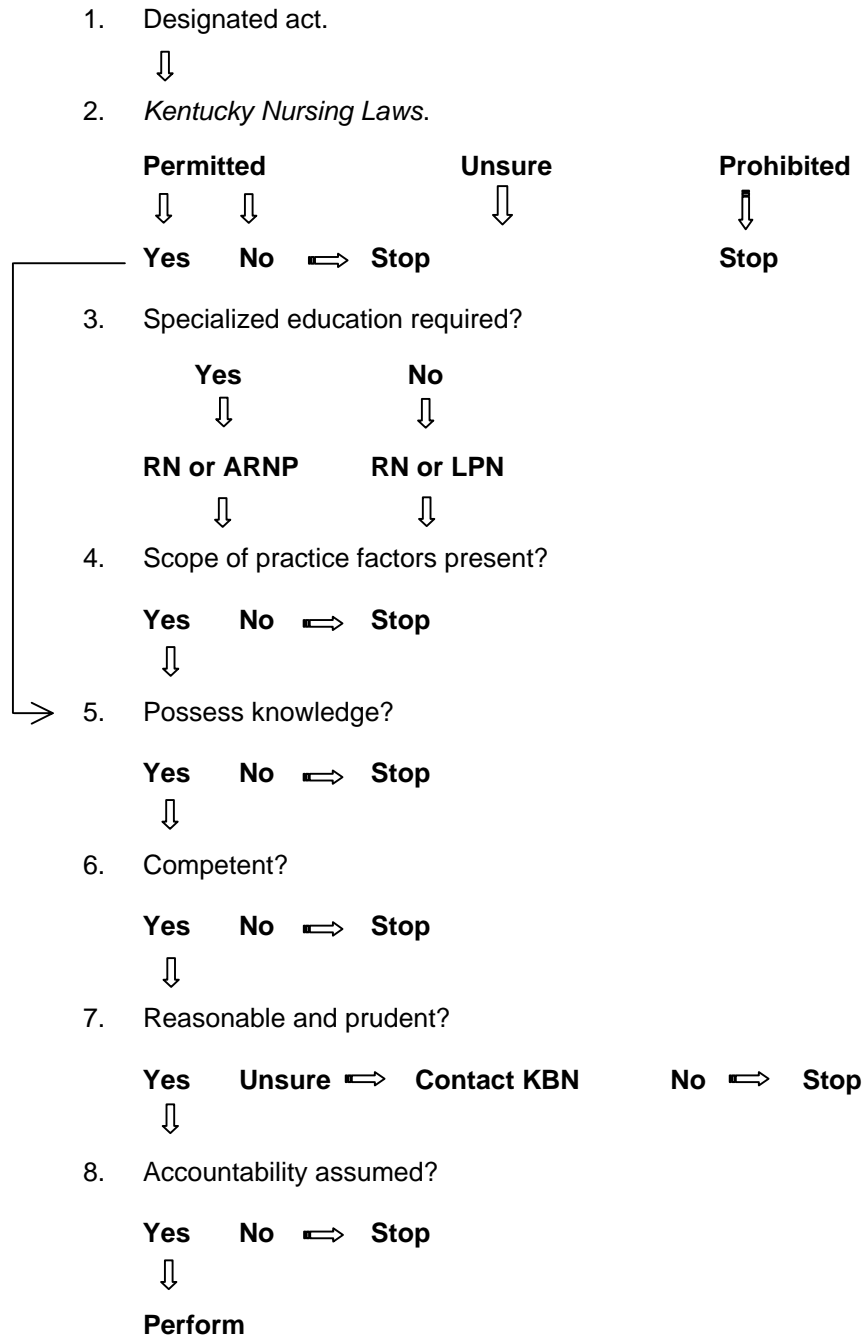 1. Designated act.
2. Kentucky Nursing Laws.
Permitted Unsure Prohibited
Yes No Stop Stop
3. Specialized education required?
Yes No
RN or ARNP RN or LPN
4. Scope of practice factors present?
Yes No Stop
5. Possess knowledge?
Yes No Stop
6. Competent?
Yes No Stop
7. Reasonable and prudent?
Yes Unsure Contact KBN No Stop
8. Accountability assumed?
Yes No Stop
Perform